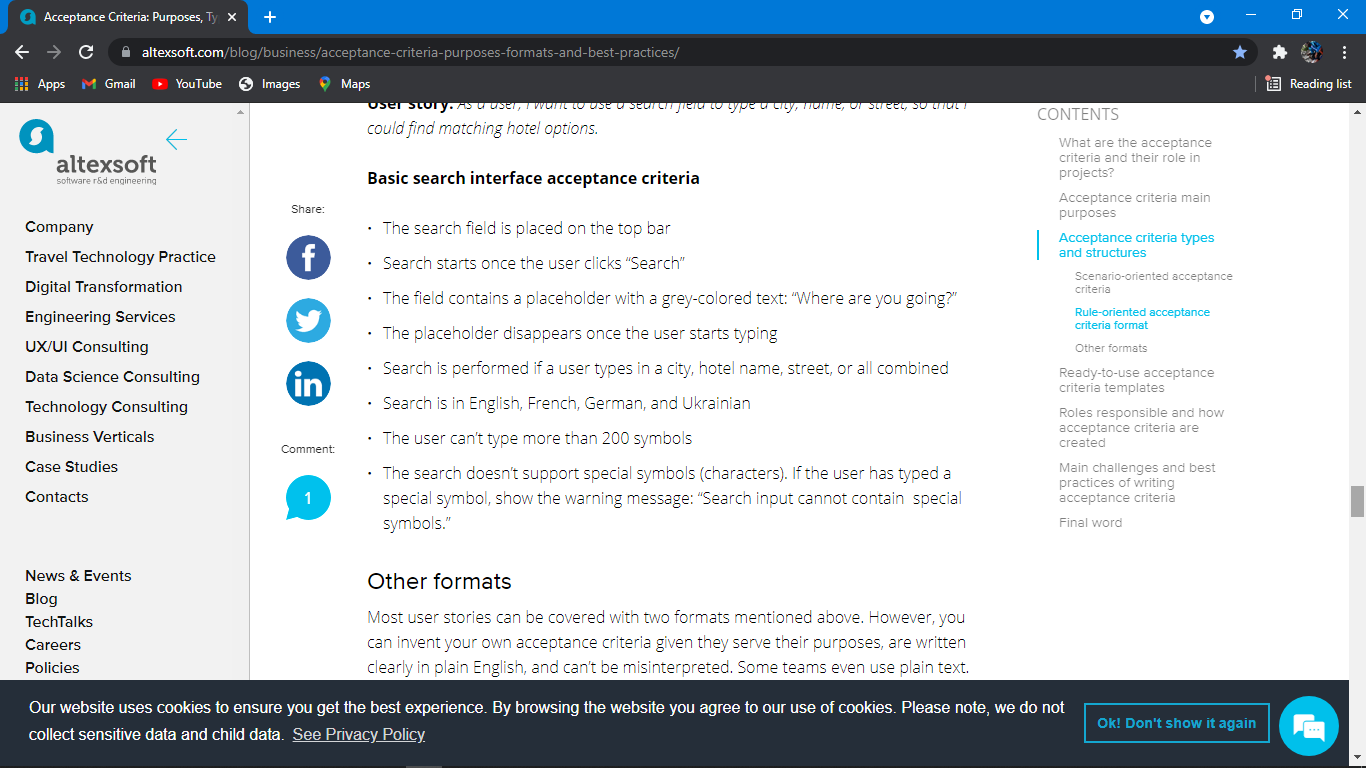 Acceptance Criteria: Purposes, Ty
altexsoft.com/blog/business/acceptance-criteria-purposes-formats-and-best-practices/
Apps
Gmail
YouTube
Images
Maps
Reading list
altexsoft
software r&d engineering
Company
Travel Technology Practice
Digital Transformation
Engineering Services
UX/UI Consulting
Data Science Consulting
Technology Consulting
Business Verticals
Case Studies
Contacts
News & Events
Blog
TechTalks
Careers
Policies
Share:
Comment:
1
User story: As a user, I want to use a search field to type a city, name, or street, so that I
could find matching hotel options.
Basic search interface acceptance criteria
· The search field is placed on the top bar
· Search starts once the user clicks “Search”
· The field contains a placeholder with a grey-colored text: “Where are you going?”
· The placeholder disappears once the user starts typing
· Search is performed if a user types in a city, hotel name, street, or all combined
· Search is in English, French, German, and Ukrainian
· The user can’t type more than 200 symbols
· The search doesn’t support special symbols (characters). If the user has typed a
special symbol, show the warning message: “Search input cannot contain  special
symbols.”
Other formats
Most user stories can be covered with two formats mentioned above. However, you
can invent your own acceptance criteria given they serve their purposes, are written
clearly in plain English, and can’t be misinterpreted. Some teams even use plain text.
CONTENTS
What are the acceptance
criteria and their role in
projects?
Acceptance criteria main
purposes
Acceptance criteria types
and structures
Scenario-oriented acceptance
criteria
Rule-oriented acceptance
criteria format
Other formats
Ready-to-use acceptance
criteria templates
Roles responsible and how
acceptance criteria are
created
Main challenges and best
practices of writing
acceptance criteria
Final word
Our website uses cookies to ensure you get the best experience. By browsing the website you agree to our use of cookies. Please note, we do not
collect sensitive data and child data. See Privacy Policy
Ok! Don't show it again